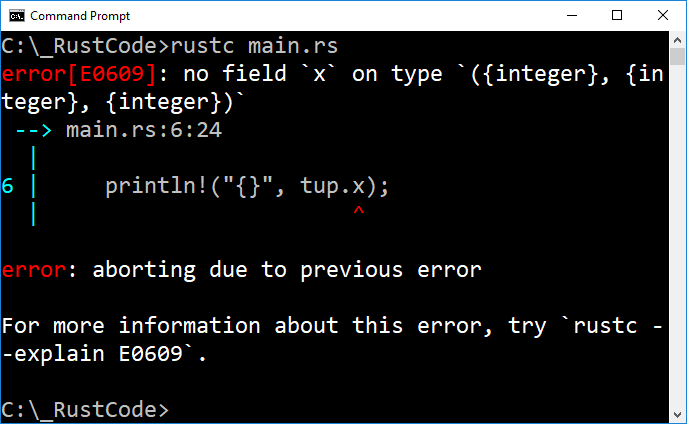 Command Prompt
C:\_RustCode>rustc main.rs
error[E0609]: no field `x` on type `({integer}, {in
teger}, {integer})`
 --> main.rs:6:24
  |
6 |     println!("{}", tup.x);
  |                        ^
error: aborting due to previous error
For more information about this error, try `rustc -
-explain E0609`.
C:\_RustCode>